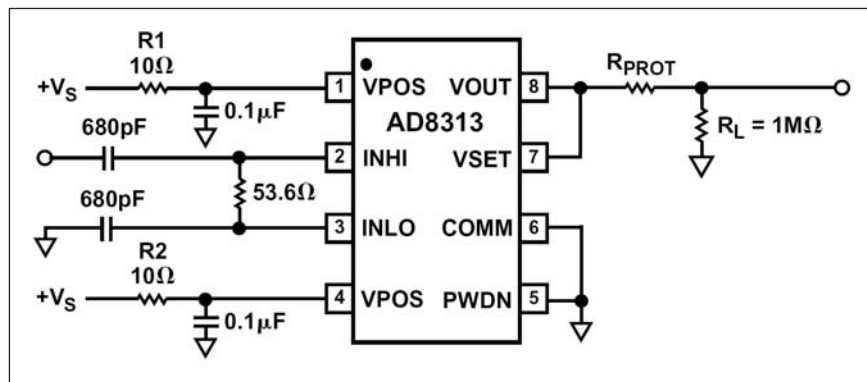 R1
10Ω
+VS
0.1μF
680pF
53.6Ω
680pF
R2
10Ω
+VS
0.1μF
1 VPOS VOUT 8
AD8313
2 INHI VSET 7
3 INLO COMM 6
4 VPOS PWDN 5
RPROT
RL = 1MΩ